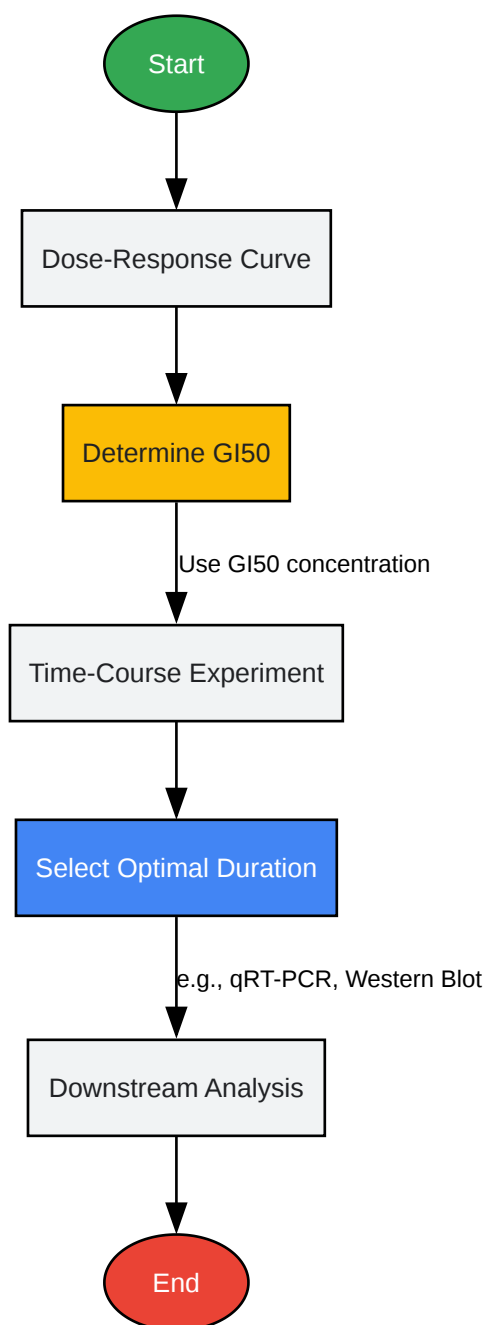 Start
Dose-Response Curve
Determine GI50
Use GI50 concentration
Time-Course Experiment
Select Optimal Duration
e.g., qRT-PCR, Western Blot
Downstream Analysis
End